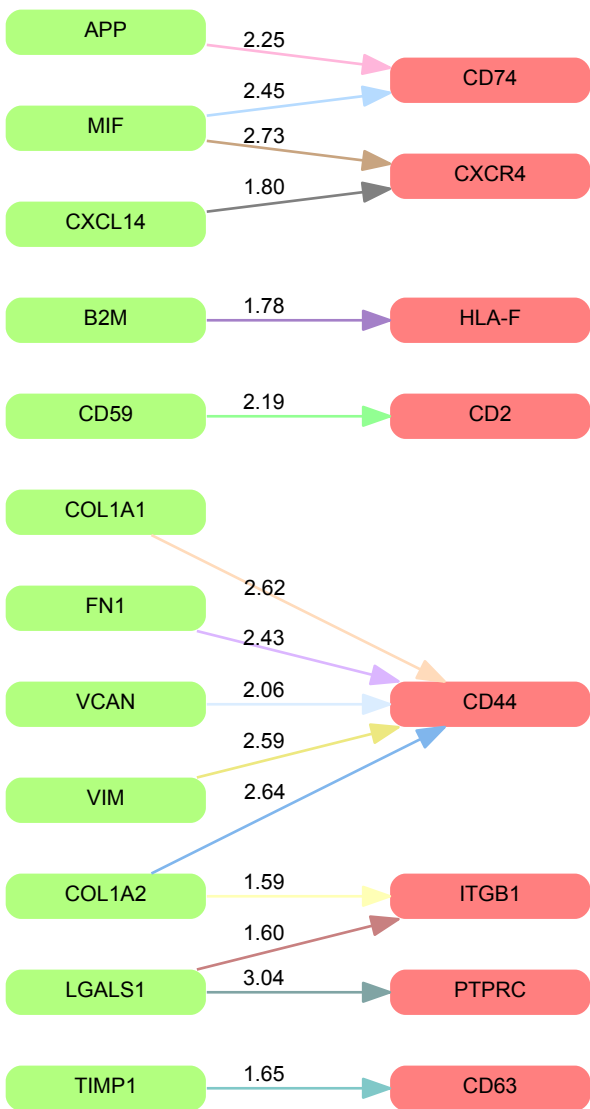 APP
2.25
CD74
2.45
MIF
2.73
CXCR4
1.80
CXCL14
B2M
1.78
HLA-F
CD59
2.19
CD2
COL1A1
2.62
FN1
2.43
VCAN
2.06
CD44
2.59
VIM
2.64
COL1A2
1.59
ITGB1
1.60
LGALS1
3.04
PTPRC
TIMP1
1.65
CD63